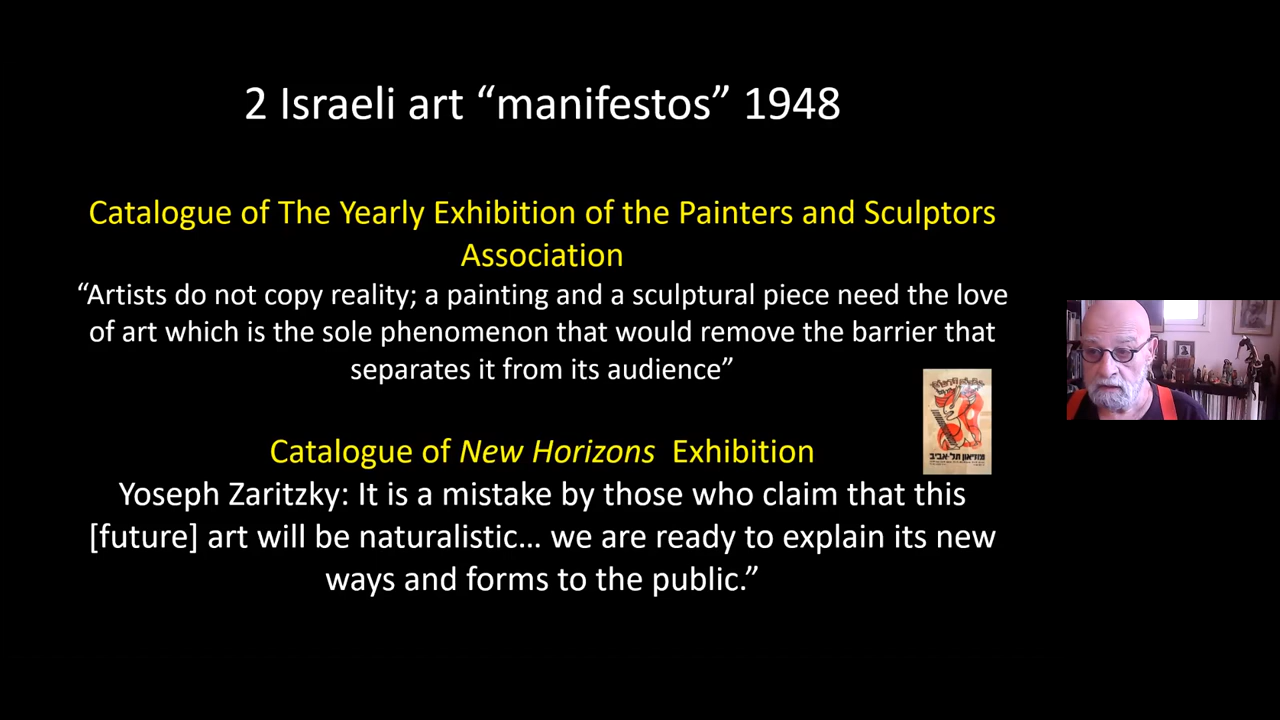 2 Israeli art “manifestos” 1948
Catalogue of The Yearly Exhibition of the Painters and Sculptors
Association
“Artists do not copy reality; a painting and a sculptural piece need the love
of art which is the sole phenomenon that would remove the barrier that
separates it from its audience”
Catalogue of New Horizons Exhibition
Yoseph Zaritzky: It is a mistake by those who claim that this
[future] art will be naturalistic… we are ready to explain its new
ways and forms to the public.”
מוזיאון תל-אביב